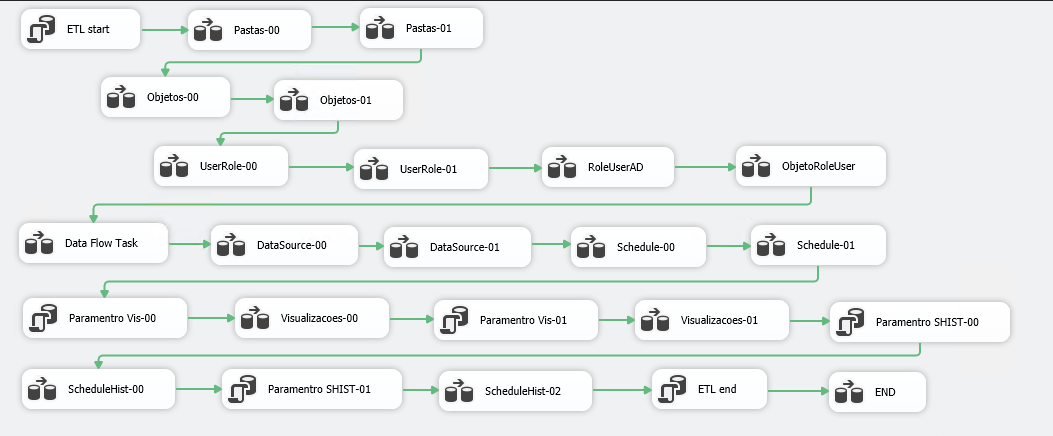 ETL start
Pastas-00
Pastas-01
Objetos-00
Objetos-01
UserRole-00
UserRole-01
RoleUserAD
ObjetoRoleUser
Data Flow Task
DataSource-00
DataSource-01
Schedule-00
Schedule-01
Paramentro Vis-00
Visualizacoes-00
Paramentro Vis-01
Visualizacoes-01
Paramentro SHIST-00
ScheduleHist-00
Paramentro SHIST-01
ScheduleHist-02
ETL end
END